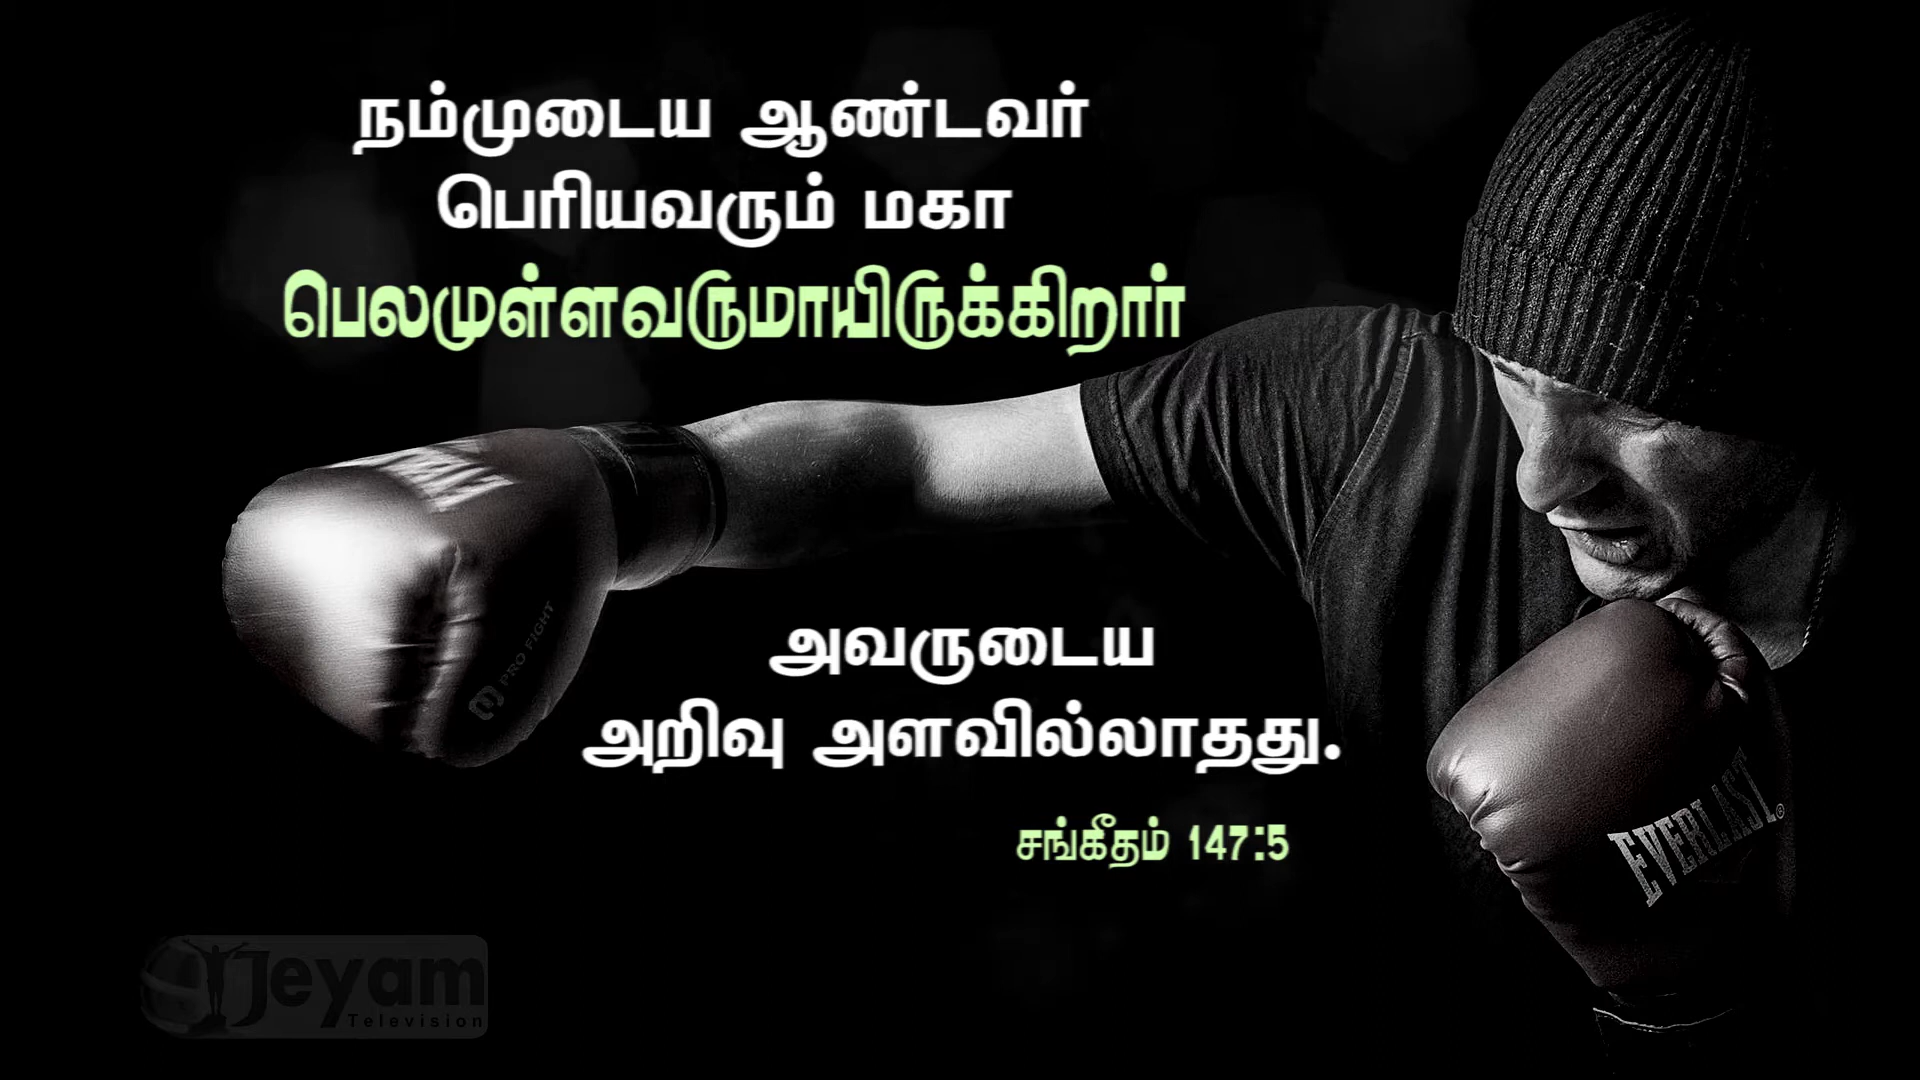 நம்முடைய ஆண்டவர்
பெரியவரும் மகா
பெலமுள்ளவருமாயிருக்கிறார்
PRO FIGHT
அவருடைய
அறிவு அளவில்லாதது.
EVERLAST®
சங்கீதம் 147:5
Jeyam
Television